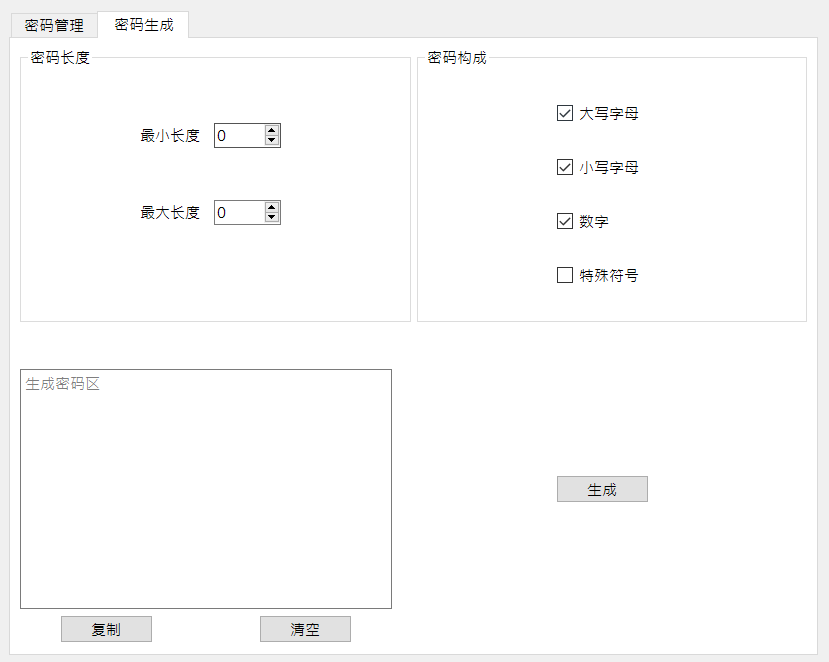 密码管理
密码生成
密码长度
最小长度 0
最大长度 0
密码构成
大写字母
小写字母
数字
特殊符号
生成密码区
生成
复制
清空